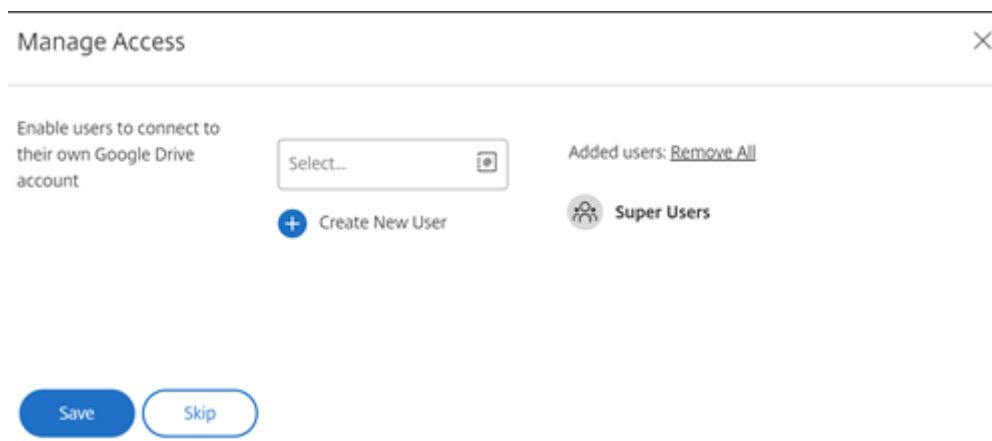 Manage Access
Enable users to connect to
their own Google Drive
account
Select...
Create New User
Added users: Remove All
Super Users
Save
Skip